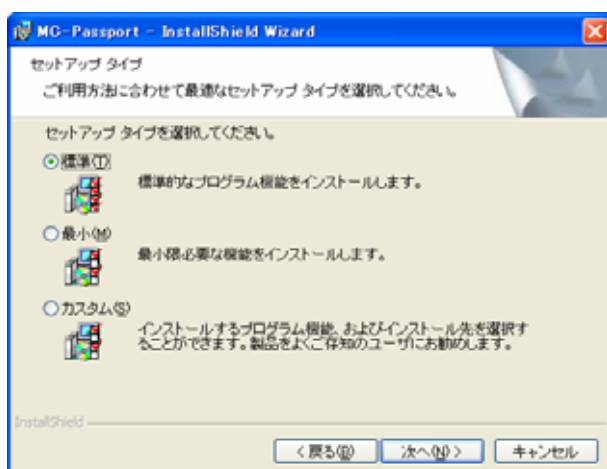 MG-Passport - InstallShield Wizard
セットアップ タイプ
ご利用方法に合わせて最適なセットアップ タイプを選択してください。
セットアップ タイプを選択してください。
標準(T)
標準的なプログラム機能をインストールします。
最小(M)
最小限必要な機能をインストールします。
カスタム(S)
インストールするプログラム機能、およびインストール先を選択す
ることができます。製品をよくご存知のユーザにお勧めします。
InstallShield
< 戻る(B)
次へ(N) >
キャンセル